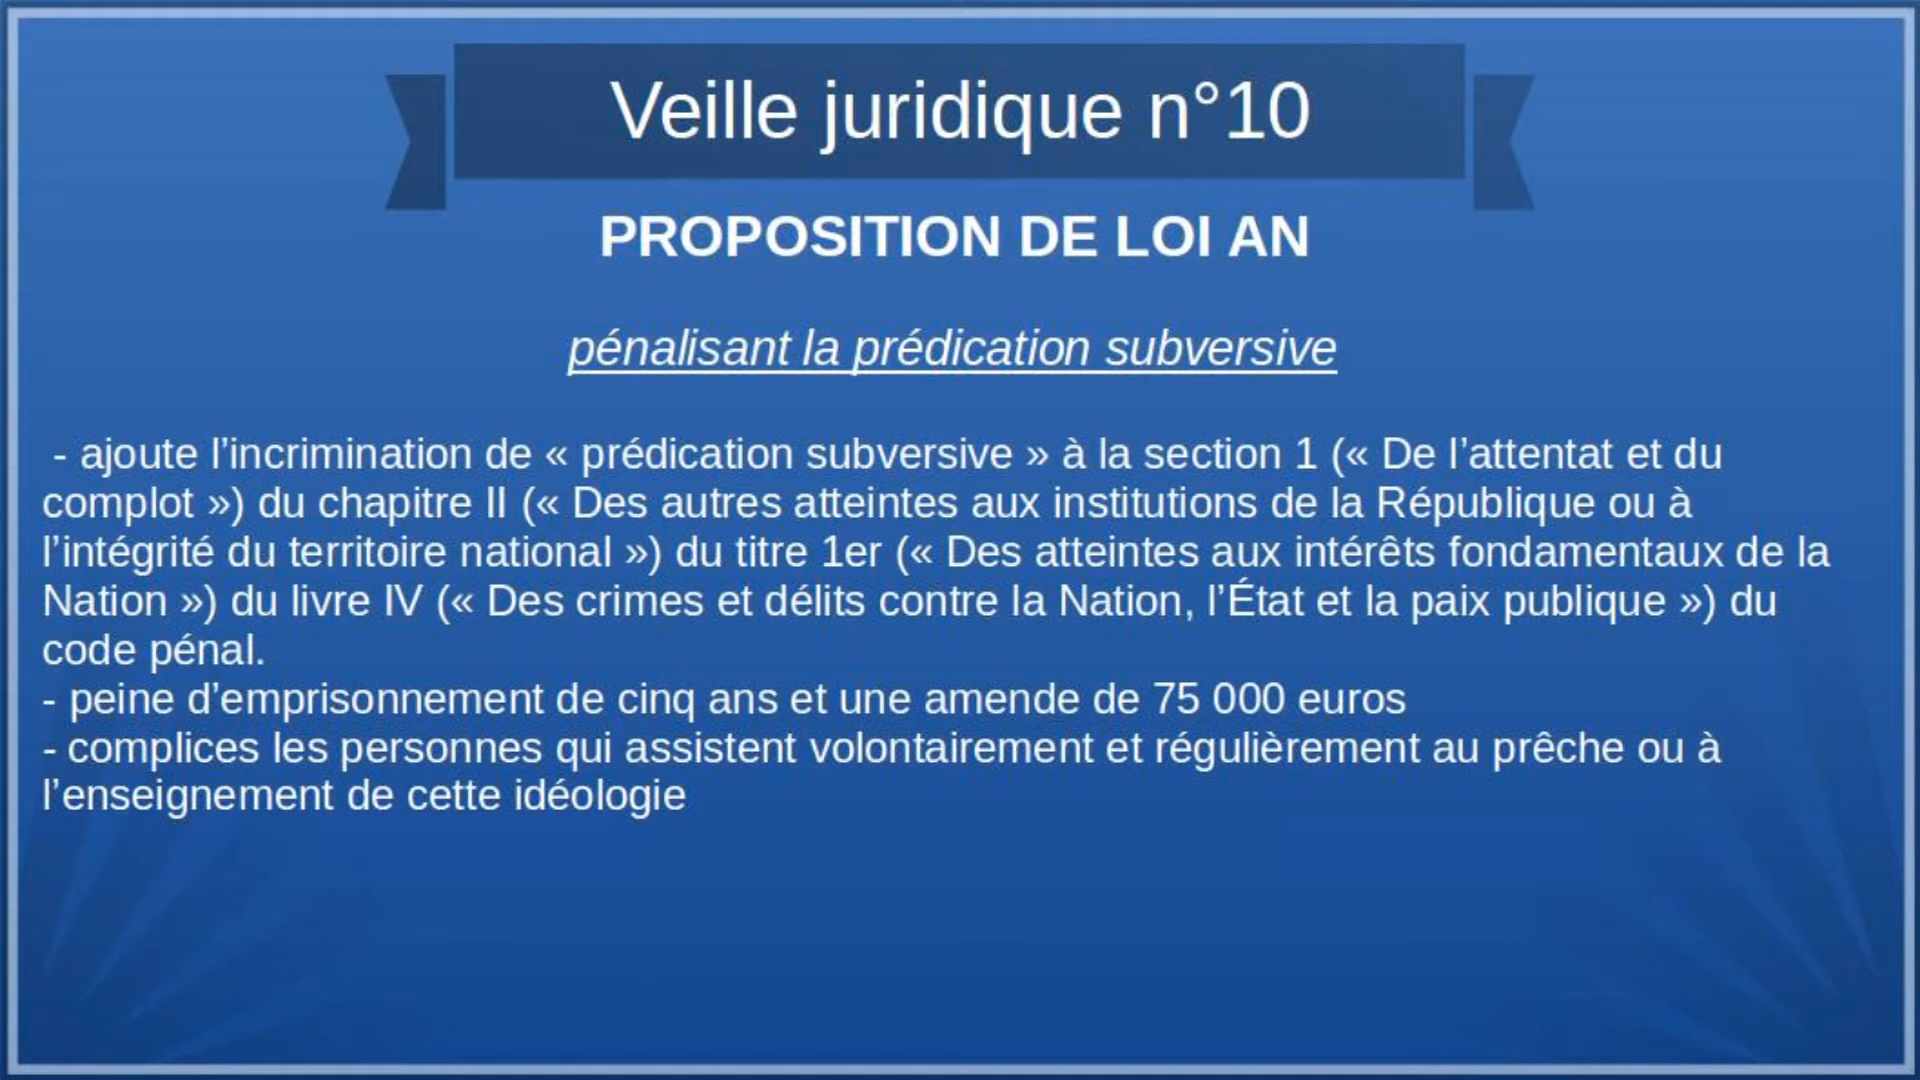 Veille juridique n°10
PROPOSITION DE LOI AN
pénalisant la prédication subversive
- ajoute l’incrimination de « prédication subversive » à la section 1 (« De l’attentat et du
complot ») du chapitre II (« Des autres atteintes aux institutions de la République ou à
l’intégrité du territoire national ») du titre 1er (« Des atteintes aux intérêts fondamentaux de la
Nation ») du livre IV (« Des crimes et délits contre la Nation, l’État et la paix publique ») du
code pénal.
- peine d’emprisonnement de cinq ans et une amende de 75 000 euros
- complices les personnes qui assistent volontairement et régulièrement au prêche ou à
l’enseignement de cette idéologie